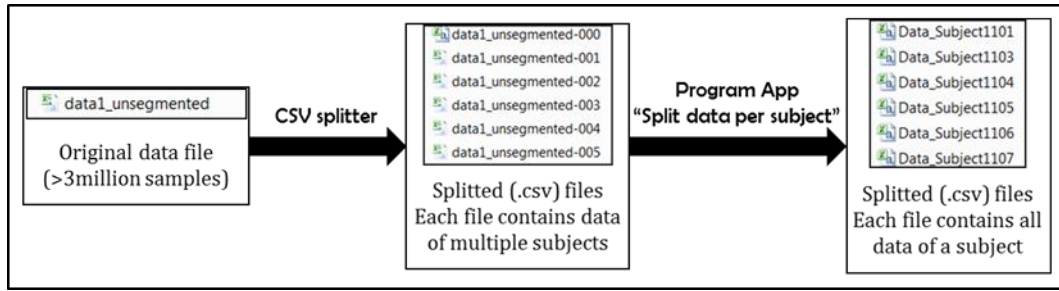 data1_unsegmented
Original data file
(>3million samples)
CSV splitter
data1_unsegmented-000
data1_unsegmented-001
data1_unsegmented-002
data1_unsegmented-003
data1_unsegmented-004
data1_unsegmented-005
Splitted (.csv) files
Each file contains data
of multiple subjects
Program App
“Split data per subject”
Data_Subject1101
Data_Subject1103
Data_Subject1104
Data_Subject1105
Data_Subject1106
Data_Subject1107
Splitted (.csv) files
Each file contains all
data of a subject